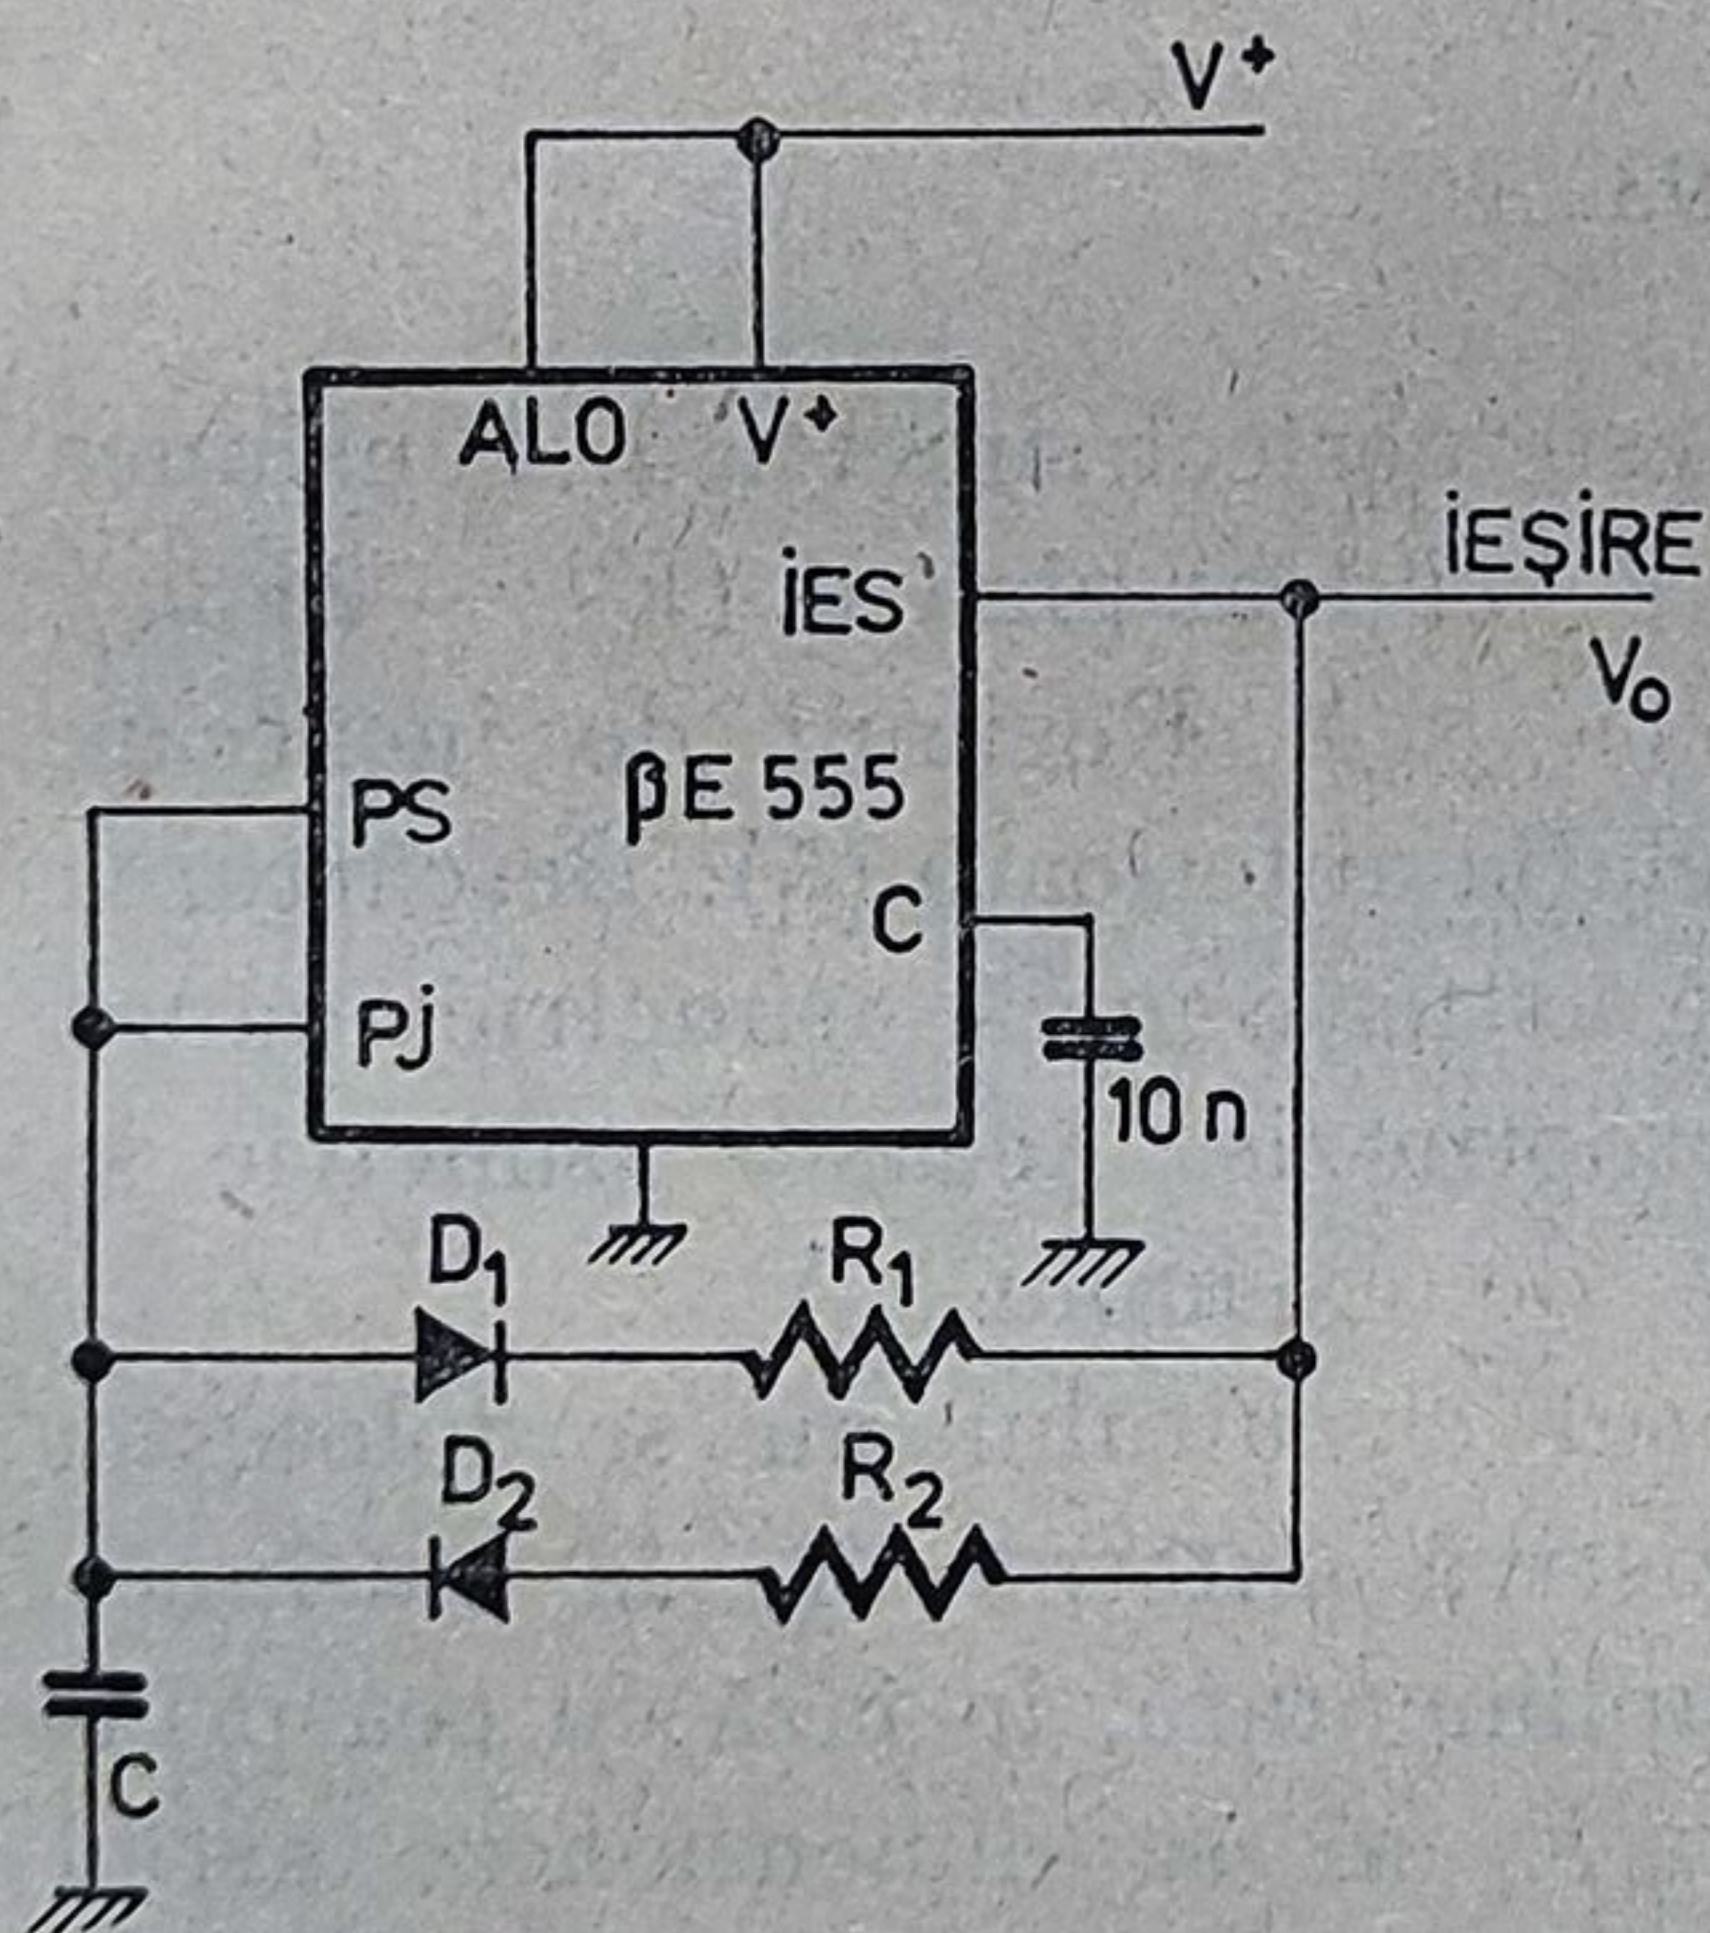 V+
ALO V+
İEŞİRE
İES
Vo
PS βE 555
C
Pj
10 n
D1 R1
D2 R2
C